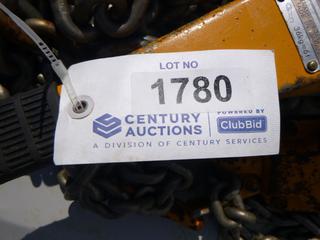 LOT NO
1780
CENTURY
AUCTIONS
POWERED BY
ClubBid
A DIVISION OF CENTURY SERVICES